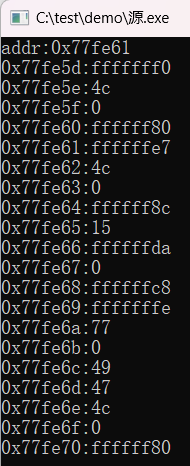 C:\test\demo\源.exe
addr:0x77fe61
0x77fe5d:fffffff0
0x77fe5e:4c
0x77fe5f:0
0x77fe60:ffffff80
0x77fe61:ffffffe7
0x77fe62:4c
0x77fe63:0
0x77fe64:ffffff8c
0x77fe65:15
0x77fe66:ffffffda
0x77fe67:0
0x77fe68:ffffffc8
0x77fe69:fffffffe
0x77fe6a:77
0x77fe6b:0
0x77fe6c:49
0x77fe6d:47
0x77fe6e:4c
0x77fe6f:0
0x77fe70:ffffff80